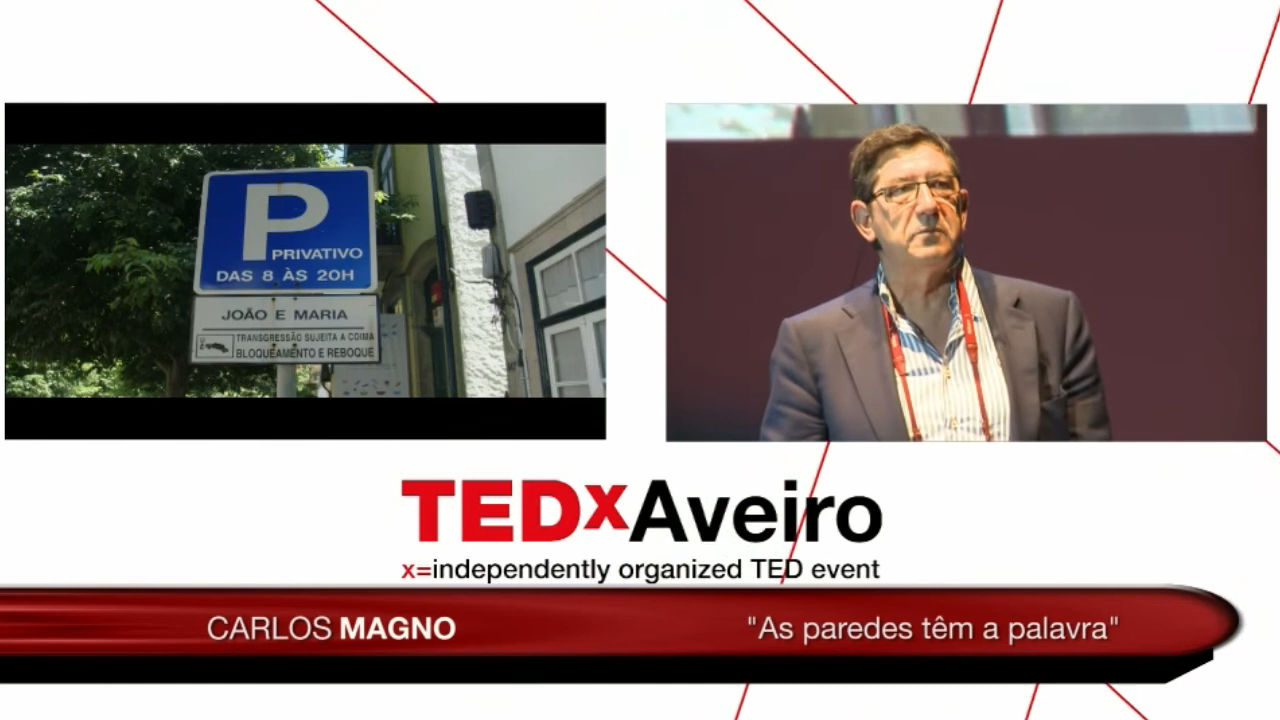 P
PRIVATIVO
DAS 8 ÀS 20H
JOÃO E MARIA
TRANSGRESSÃO SUJEITA A COIMA
BLOQUEAMENTO E REBOQUE
TEDxAveiro
x=independently organized TED event
CARLOS MAGNO
"As paredes têm a palavra"